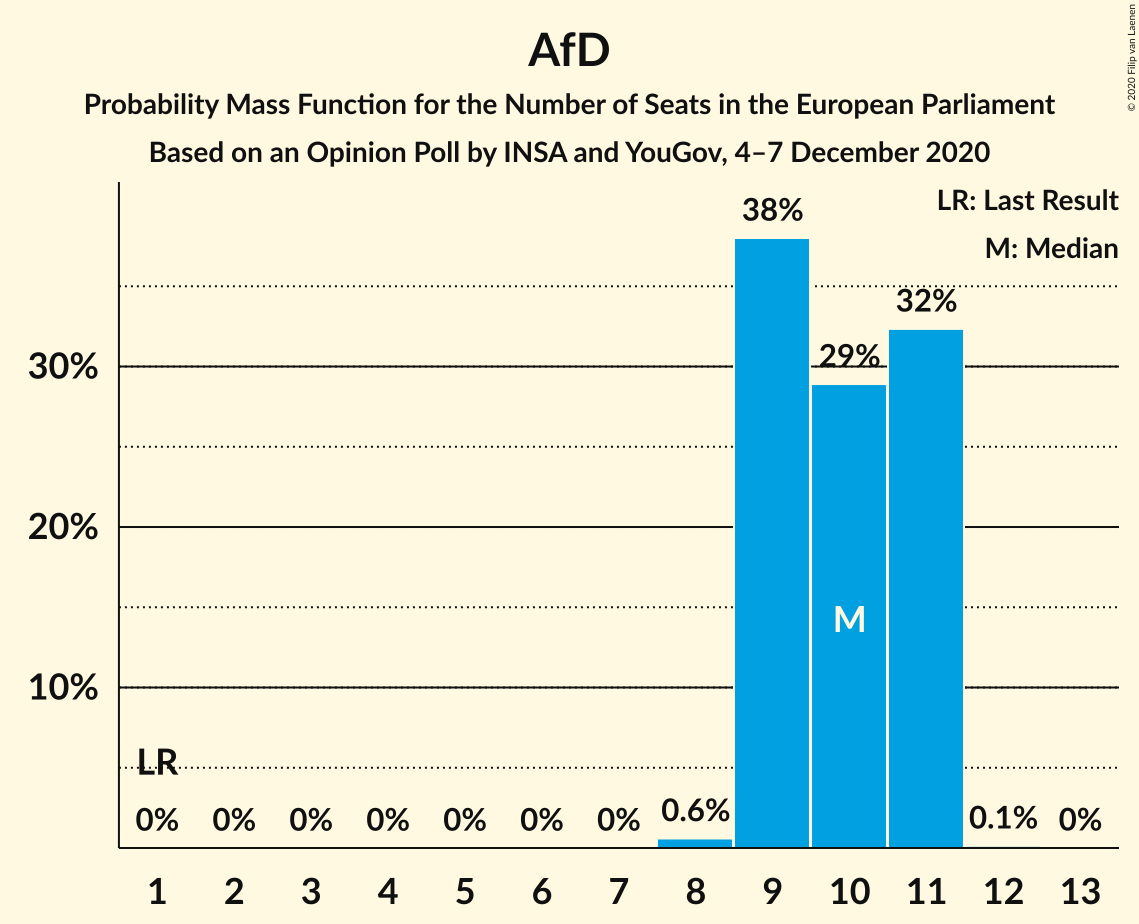 AfD
Probability Mass Function for the Number of Seats in the European Parliament
Based on an Opinion Poll by INSA and YouGov, 4–7 December 2020
© 2020 Filip van Laenen
LR: Last Result
M: Median
38%
32%
29%
30%
20%
M
10%
LR
0% 0% 0% 0% 0% 0% 0% 0.6% 0.1% 0%
1 2 3 4 5 6 7 8 9 10 11 12 13